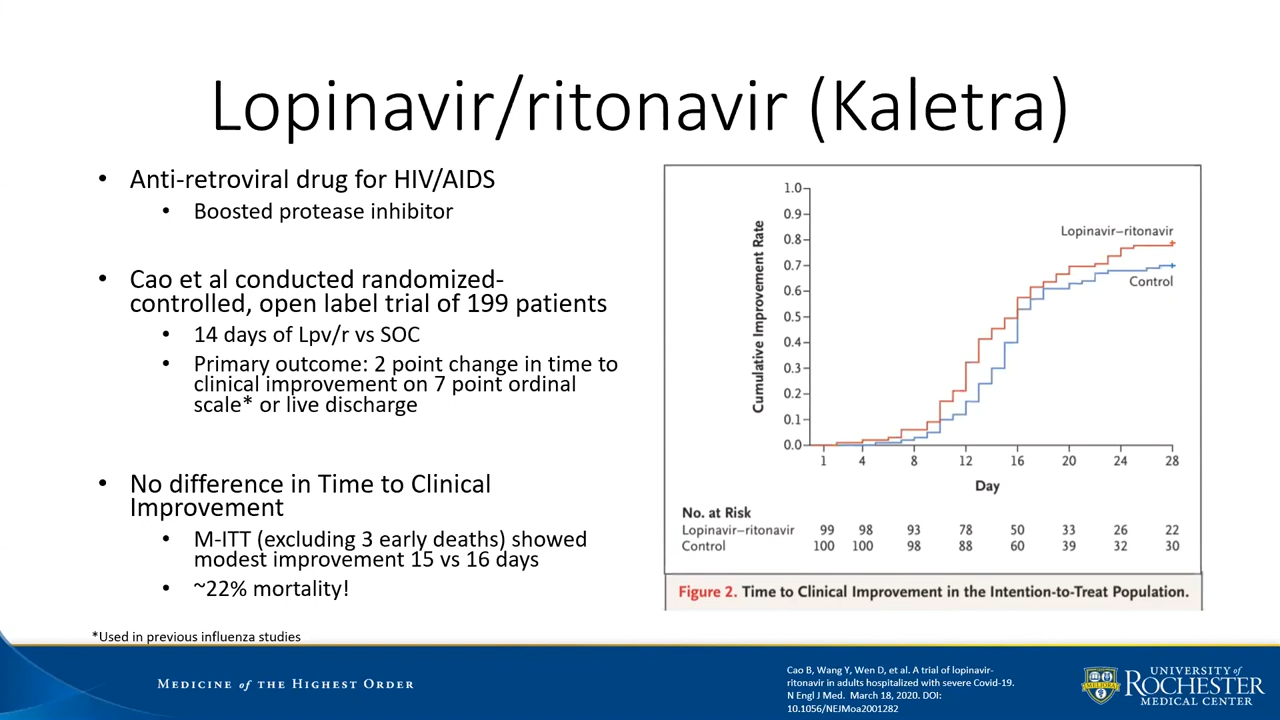 Lopinavir/ritonavir (Kaletra)
• Anti-retroviral drug for HIV/AIDS
• Boosted protease inhibitor
• Cao et al conducted randomized-
controlled, open label trial of 199 patients
• 14 days of Lpv/r vs SOC
• Primary outcome: 2 point change in time to
clinical improvement on 7 point ordinal
scale* or live discharge
• No difference in Time to Clinical
Improvement
• M-ITT (excluding 3 early deaths) showed
modest improvement 15 vs 16 days
• ~22% mortality!
*Used in previous influenza studies
Cumulative Improvement Rate
1.0
0.9
0.8
0.7
0.6
0.5
0.4
0.3
0.2
0.1
0.0
Lopinavir–ritonavir
Control
1 4 8 12 16 20 24 28
Day
No. at Risk
Lopinavir–ritonavir 99 98 93 78 50 33 26 22
Control 100 100 98 88 60 39 32 30
Figure 2. Time to Clinical Improvement in the Intention-to-Treat Population.
MEDICINE of THE HIGHEST ORDER
Cao B, Wang Y, Wen D, et al. A trial of lopinavir-
ritonavir in adults hospitalized with severe Covid-19.
N Engl J Med. March 18, 2020. DOI:
10.1056/NEJMoa2001282
MELIORA
UNIVERSITY of
ROCHESTER
MEDICAL CENTER